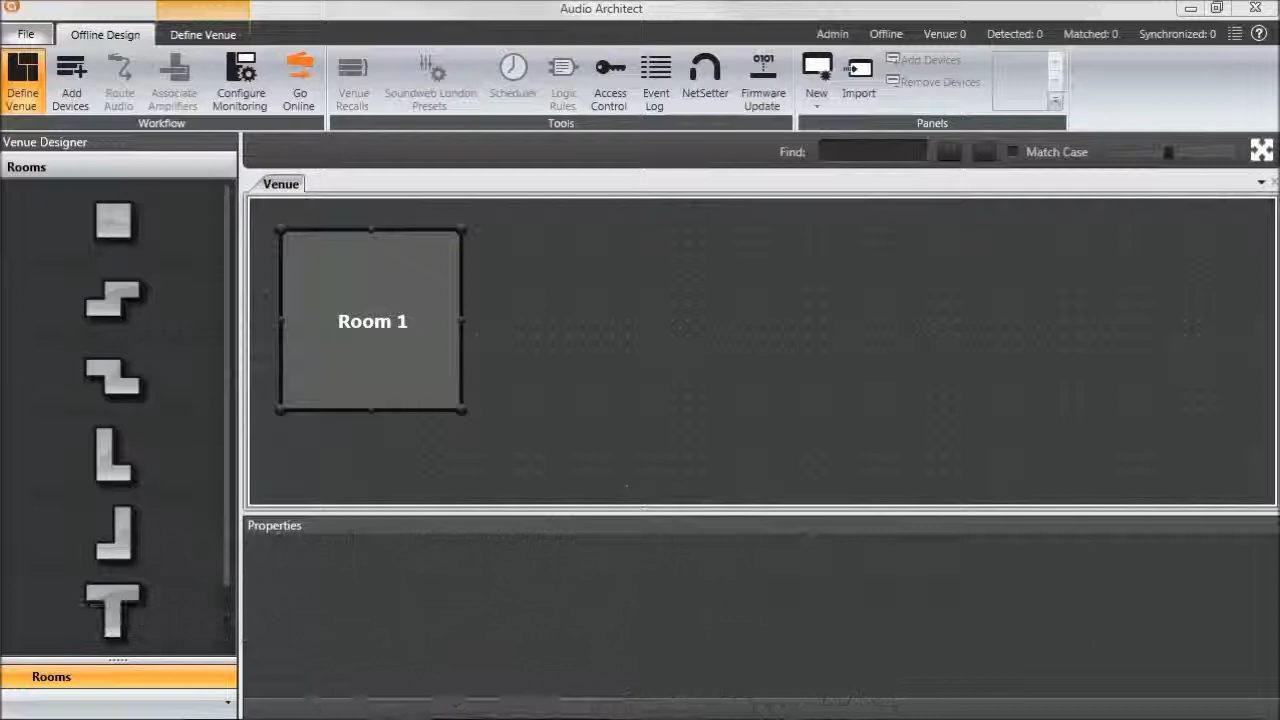 Audio Architect
File
Offline Design
Define Venue
Admin
Offline
Venue: 0
Detected: 0
Matched: 0
Synchronized: 0
Define Venue
Add Devices
Route Audio
Associate Amplifiers
Configure Monitoring
Go Online
Workflow
Venue Recalls
Soundweb London Presets
Scheduler
Logic Rules
Access Control
Event Log
NetSetter
0101
Firmware Update
Tools
New
Import
Add Devices
Remove Devices
Panels
Venue Designer
Rooms
Find:
Match Case
Venue
Room 1
Properties
Rooms